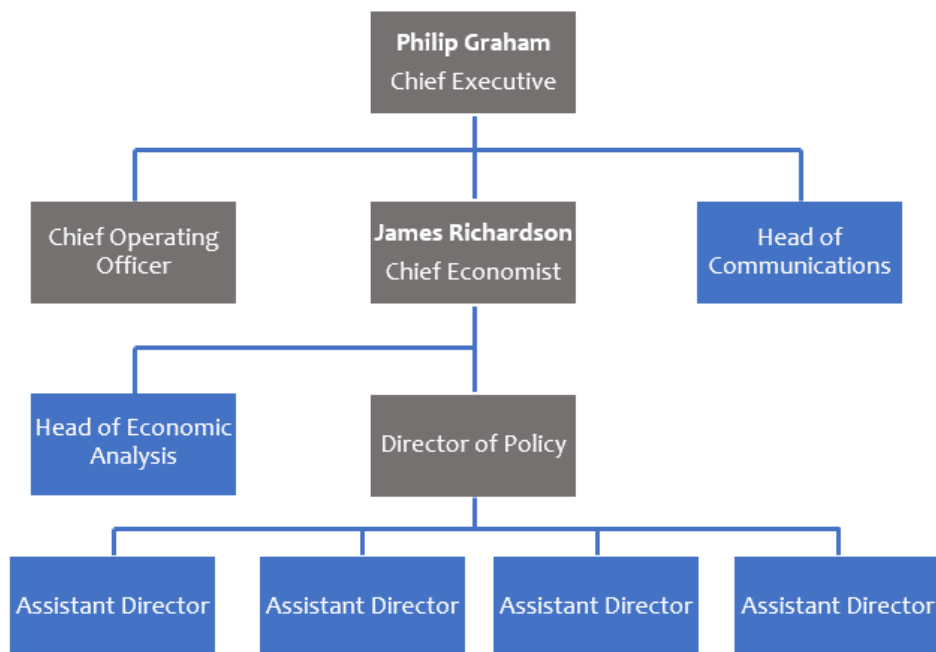 Philip Graham
Chief Executive
Chief Operating
Officer
James Richardson
Chief Economist
Head of
Communications
Head of Economic
Analysis
Director of Policy
Assistant Director
Assistant Director
Assistant Director
Assistant Director